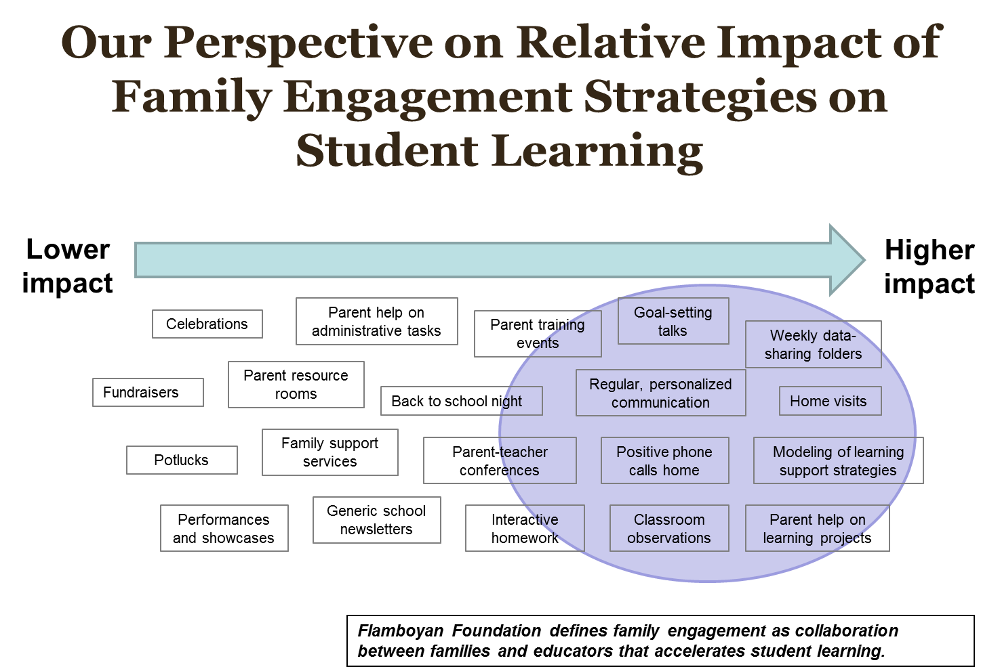 Our Perspective on Relative Impact of
Family Engagement Strategies on
Student Learning
Lower
impact
Higher
impact
Celebrations
Parent help on
administrative tasks
Parent training
events
Goal-setting
talks
Weekly data-
sharing folders
Fundraisers
Parent resource
rooms
Back to school night
Regular, personalized
communication
Home visits
Potlucks
Family support
services
Parent-teacher
conferences
Positive phone
calls home
Modeling of learning
support strategies
Performances
and showcases
Generic school
newsletters
Interactive
homework
Classroom
observations
Parent help on
learning projects
Flamboyan Foundation defines family engagement as collaboration
between families and educators that accelerates student learning.